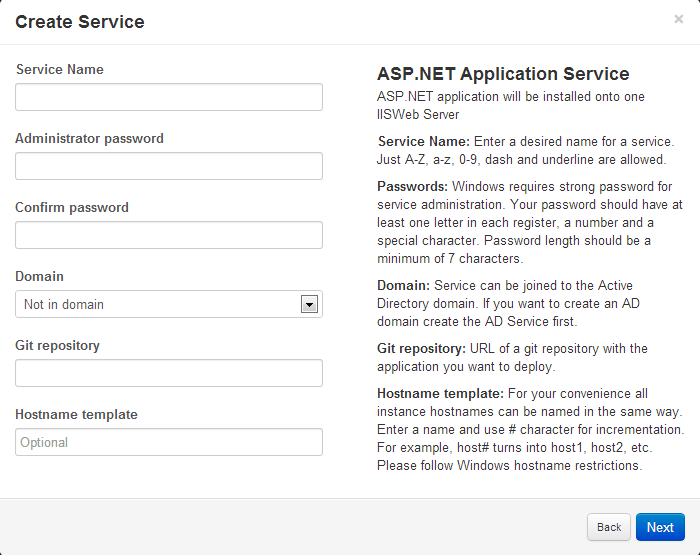 Create Service
×
Service Name
Administrator password
Confirm password
Domain
Not in domain
Git repository
Hostname template
Optional
ASP.NET Application Service
ASP.NET application will be installed onto one
IISWeb Server
Service Name: Enter a desired name for a service.
Just A-Z, a-z, 0-9, dash and underline are allowed.
Passwords: Windows requires strong password for
service administration. Your password should have at
least one letter in each register, a number and a
special character. Password length should be a
minimum of 7 characters.
Domain: Service can be joined to the Active
Directory domain. If you want to create an AD
domain create the AD Service first.
Git repository: URL of a git repository with the
application you want to deploy.
Hostname template: For your convenience all
instance hostnames can be named in the same way.
Enter a name and use # character for incrementation.
For example, host# turns into host1, host2, etc.
Please follow Windows hostname restrictions.
Back
Next